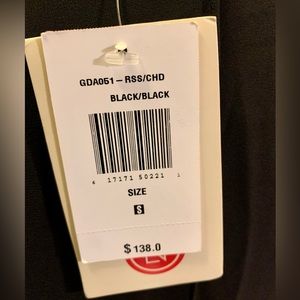 GDA051 – RSS/CHD
BLACK/BLACK
6 17171 50221 1
SIZE
S
$ 138.0